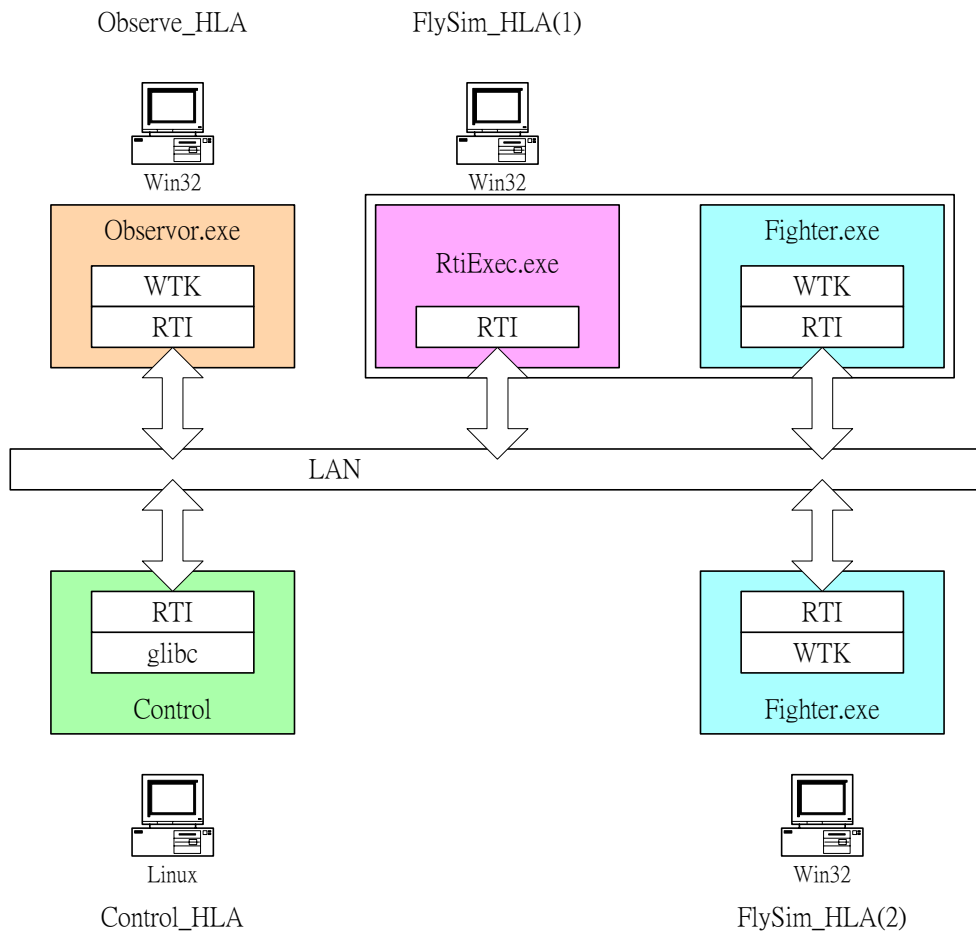 Observe_HLA
FlySim_HLA(1)
Win32
Win32
Observor.exe
WTK
RTI
RtiExec.exe
RTI
Fighter.exe
WTK
RTI
LAN
RTI
glibc
Control
RTI
WTK
Fighter.exe
Linux
Win32
Control_HLA
FlySim_HLA(2)